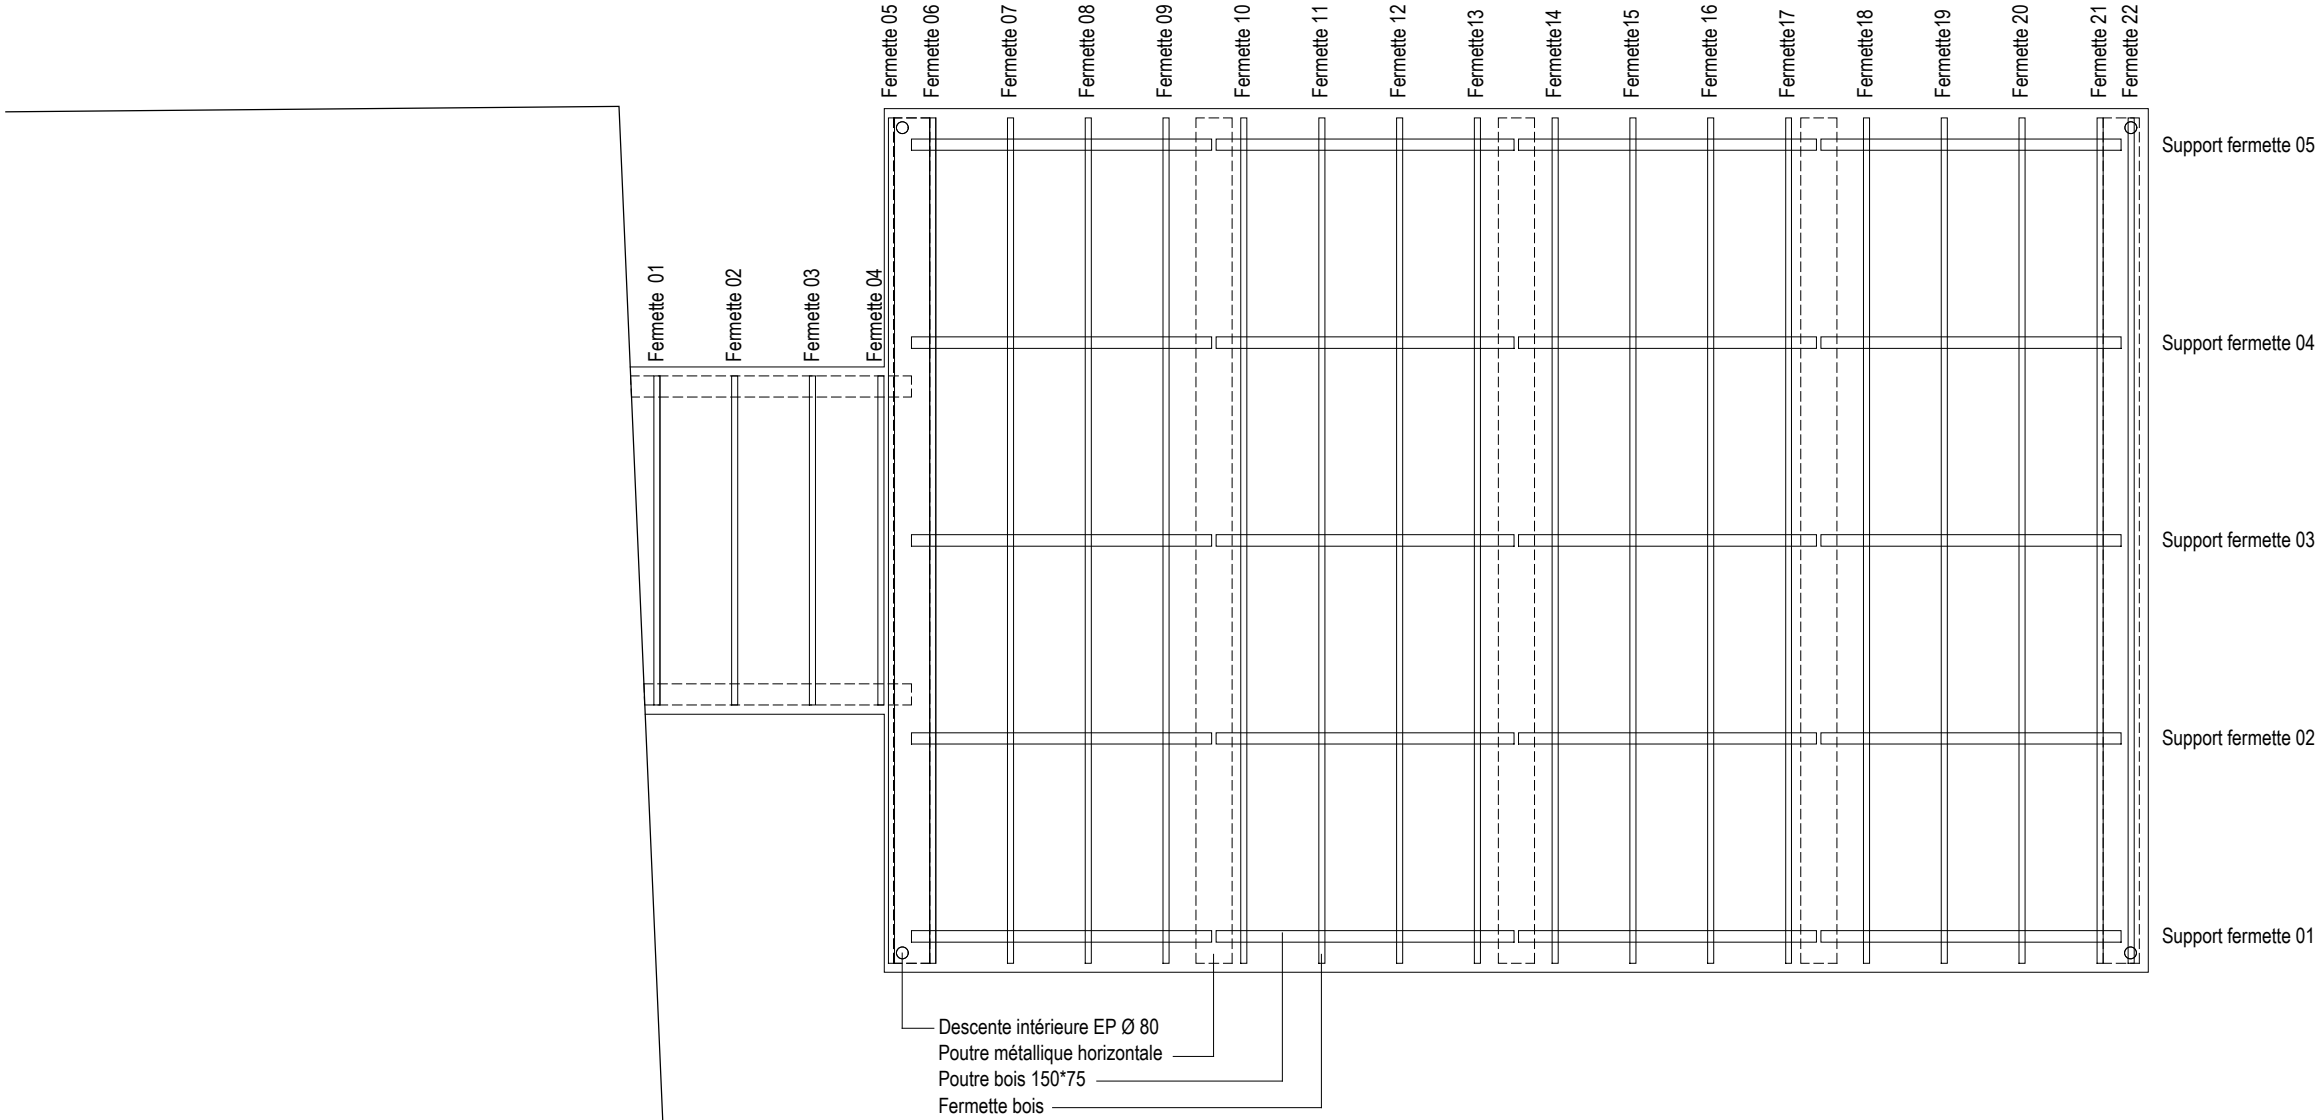 Fermette 05
Fermette 06
Fermette 07
Fermette 08
Fermette 09
Fermette 10
Fermette 11
Fermette 12
Fermette13
Fermette14
Fermette15
Fermette 16
Fermette17
Fermette18
Fermette19
Fermette 20
Fermette 21
Fermette 22
Support fermette 05
Fermette 01
Fermette 02
Fermette 03
Fermette 04
Support fermette 04
Support fermette 03
Support fermette 02
Support fermette 01
Descente intérieure EP Ø 80
Poutre métallique horizontale
Poutre bois 150*75
Fermette bois